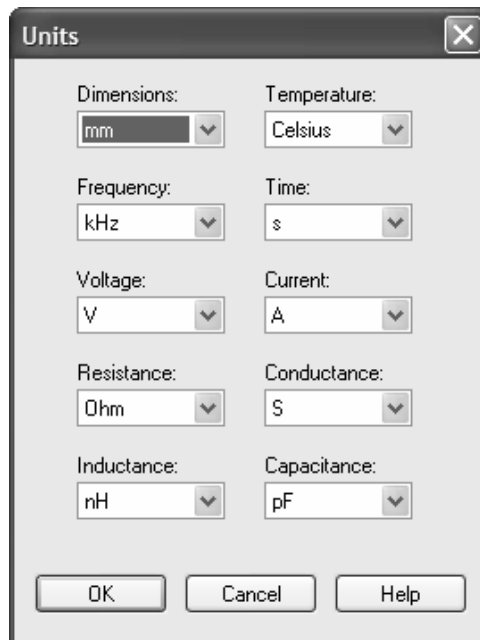 Units
Dimensions: Temperature:
mm Celsius
Frequency: Time:
kHz s
Voltage: Current:
V A
Resistance: Conductance:
Ohm S
Inductance: Capacitance:
nH pF
OK Cancel Help